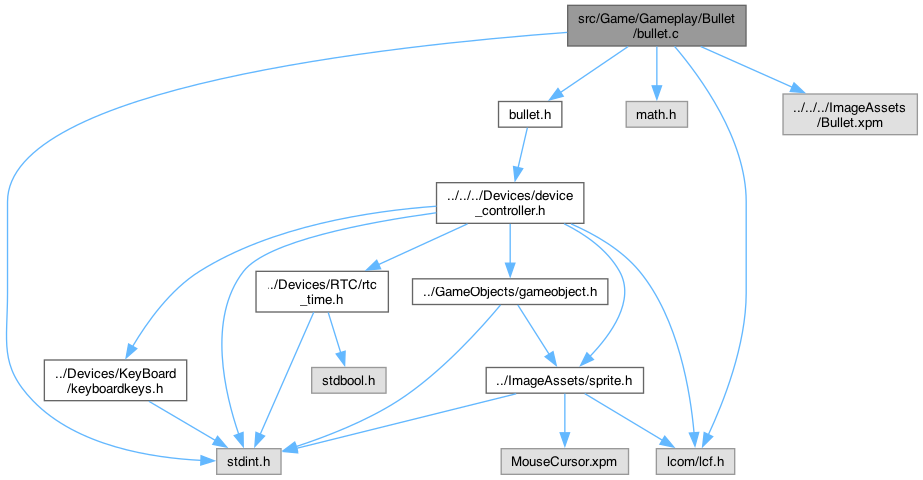 src/Game/Gameplay/Bullet
/bullet.c
bullet.h
math.h
../../../ImageAssets
/Bullet.xpm
../../../Devices/device
_controller.h
../Devices/RTC/rtc
_time.h
../GameObjects/gameobject.h
../Devices/KeyBoard
/keyboardkeys.h
stdbool.h
../ImageAssets/sprite.h
stdint.h
MouseCursor.xpm
lcom/lcf.h